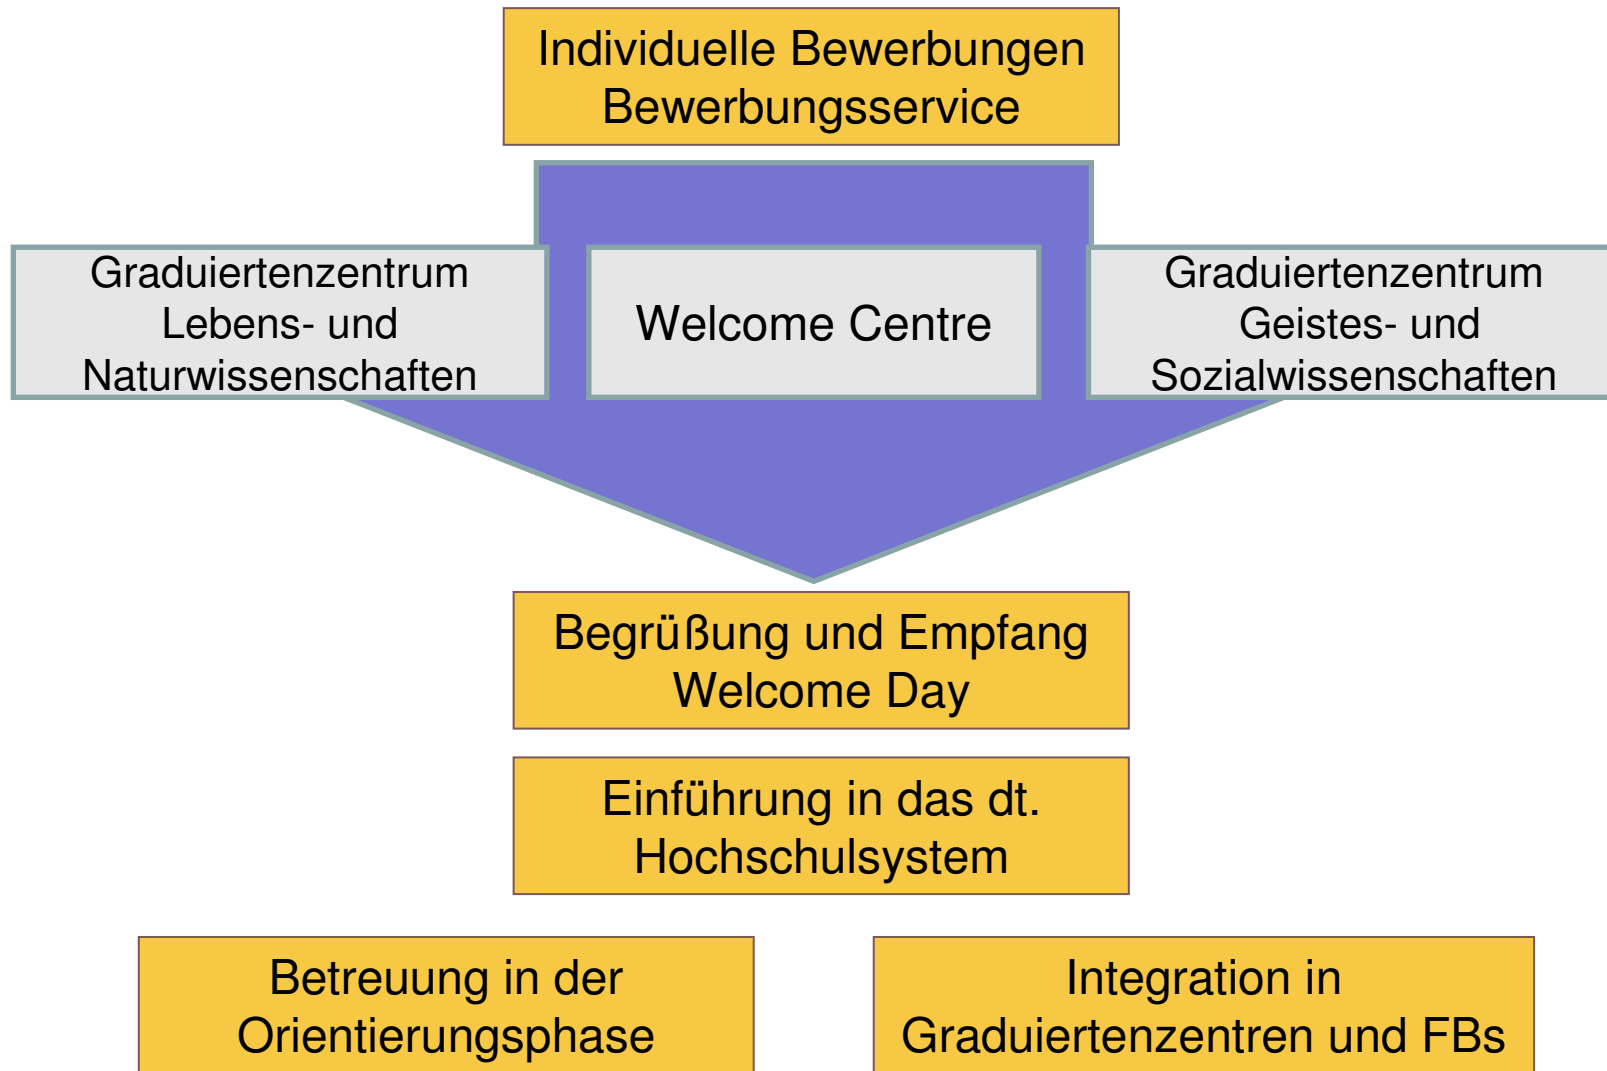 Individuelle Bewerbungen
Bewerbungsservice
Graduiertenzentrum
Lebens- und
Naturwissenschaften
Welcome Centre
Graduiertenzentrum
Geistes- und
Sozialwissenschaften
Begrüßung und Empfang
Welcome Day
Einführung in das dt.
Hochschulsystem
Betreuung in der
Orientierungsphase
Integration in
Graduiertenzentren und FBs